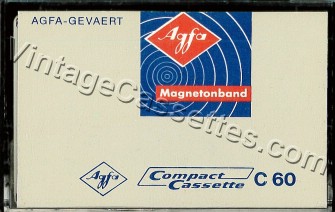 AGFA-GEVAERT
Agfa
Magnetonband
Agfa
Compact
Cassette
C 60
VintageCassettes.com